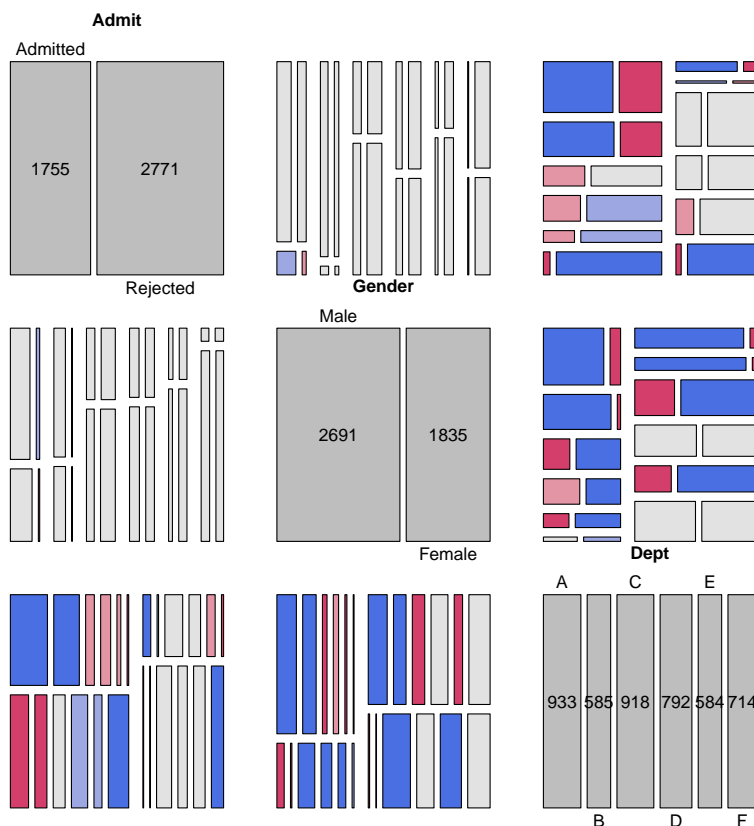 Admit
Admitted
1755 2771
Rejected
Gender
Male
2691 1835
Female
Dept
A C E
933 585 918 792 584 714
B D F